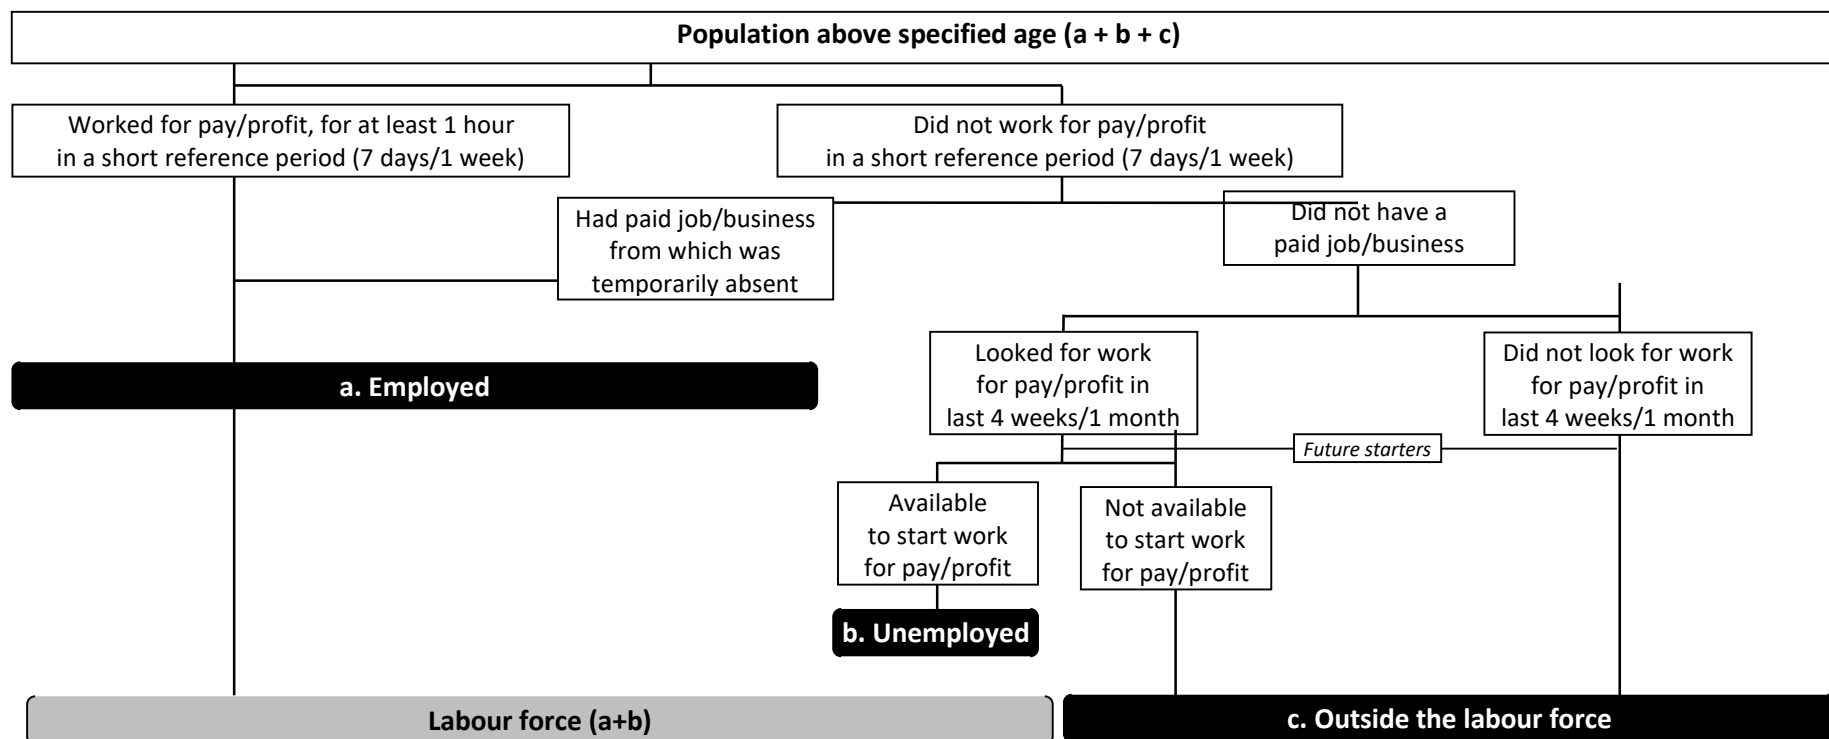 Population above specified age (a + b + c)
Worked for pay/profit, for at least 1 hour
in a short reference period (7 days/1 week)
Did not work for pay/profit
in a short reference period (7 days/1 week)
Had paid job/business
from which was
temporarily absent
Did not have a
paid job/business
a. Employed
Looked for work
for pay/profit in
last 4 weeks/1 month
Did not look for work
for pay/profit in
last 4 weeks/1 month
Future starters
Available
to start work
for pay/profit
Not available
to start work
for pay/profit
b. Unemployed
Labour force (a+b)
c. Outside the labour force